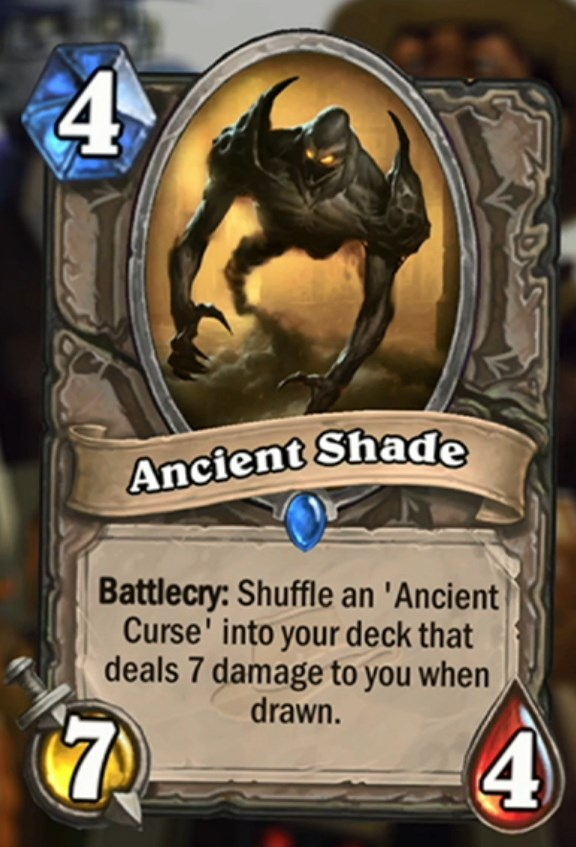 4
Ancient Shade
Battlecry: Shuffle an 'Ancient
Curse' into your deck that
deals 7 damage to you when
drawn.
7
4